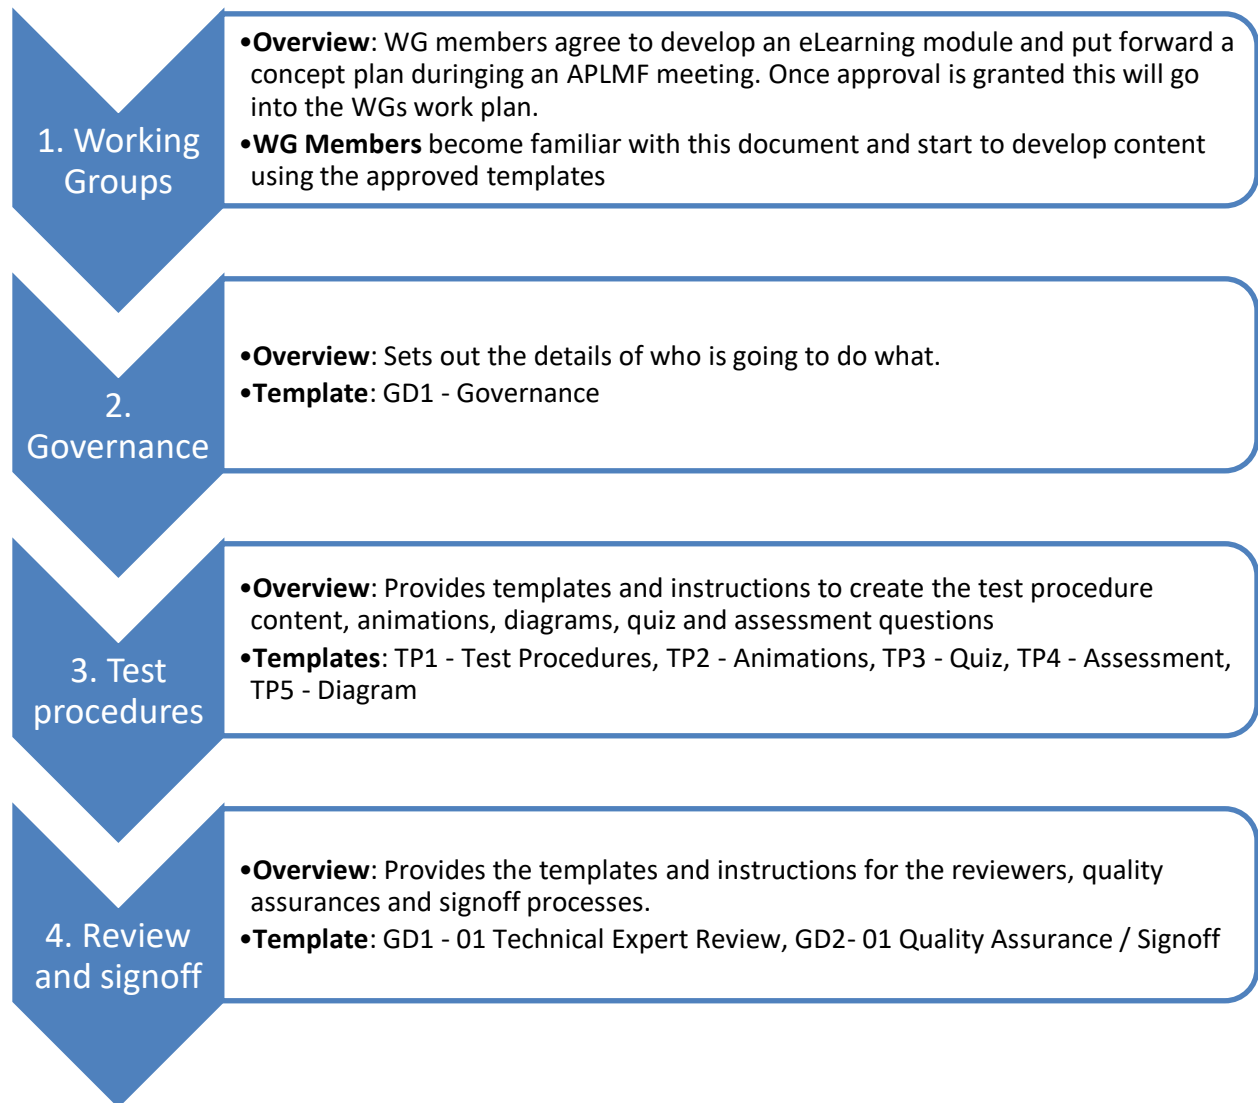 1. Working
Groups
•Overview: WG members agree to develop an eLearning module and put forward a
concept plan duringing an APLMF meeting. Once approval is granted this will go
into the WGs work plan.
•WG Members become familiar with this document and start to develop content
using the approved templates
2.
Governance
•Overview: Sets out the details of who is going to do what.
•Template: GD1 - Governance
3. Test
procedures
•Overview: Provides templates and instructions to create the test procedure
content, animations, diagrams, quiz and assessment questions
•Templates: TP1 - Test Procedures, TP2 - Animations, TP3 - Quiz, TP4 - Assessment,
TP5 - Diagram
4. Review
and signoff
•Overview: Provides the templates and instructions for the reviewers, quality
assurances and signoff processes.
•Template: GD1 - 01 Technical Expert Review, GD2- 01 Quality Assurance / Signoff